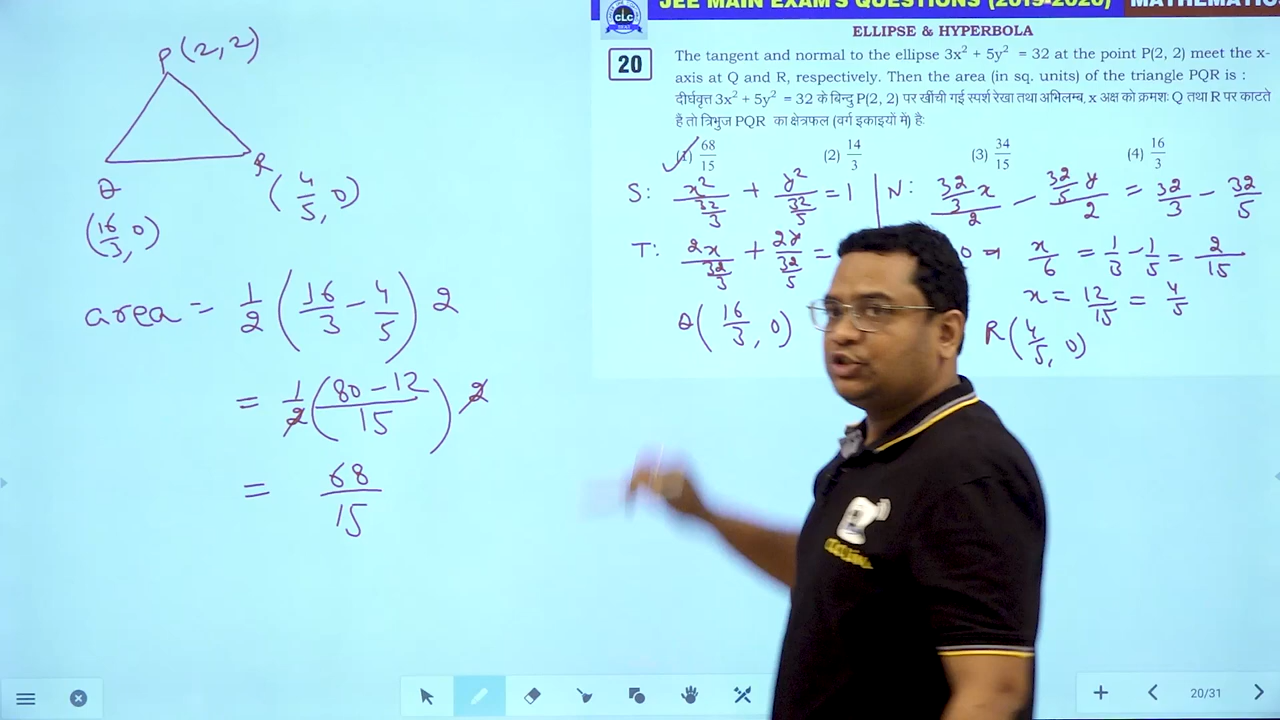 JEE MAIN EXAM'S QUESTIONS (2019-2020)
CLC
ELLIPSE & HYPERBOLA
20
The tangent and normal to the ellipse 3x² + 5y² = 32 at the point P(2, 2) meet the x-
axis at Q and R, respectively. Then the area (in sq. units) of the triangle PQR is :
दीर्घवृत्त 3x² + 5y² = 32 के बिन्दु P(2, 2) पर खींची गई स्पर्श रेखा तथा अभिलम्ब, x अक्ष को क्रमशः Q तथा R पर काटते
है तो त्रिभुज PQR का क्षेत्रफल (वर्ग इकाइयों में) है:
(1) 68/15 (2) 14/3 (3) 34/15 (4) 16/3
S: x²/(32/3) + y²/(32/5) = 1
T: 2x/(32/3) + 2y/(32/5) =
Q(16/3, 0)
N: (32/3 x)/2 - (32/5 y)/2 = 32/3 - 32/5
x/6 = 1/3 - 1/5 = 2/15
x = 12/15 = 4/5
R(4/5, 0)
P(2,2)
Q
(16/3, 0)
R
(4/5, 0)
area = 1/2 (16/3 - 4/5) 2
= 1/2 (80-12/15) 2
= 68/15
20/31